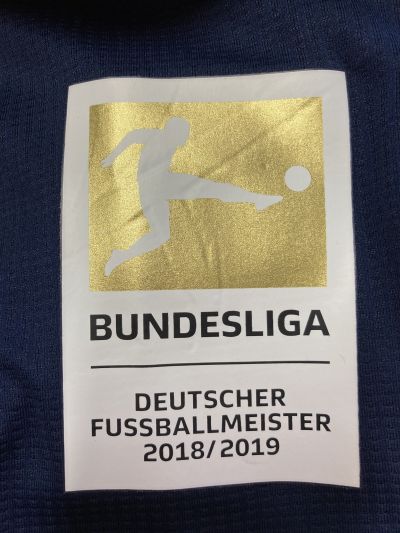 BUNDESLIGA
DEUTSCHER
FUSSBALLMEISTER
2018/2019